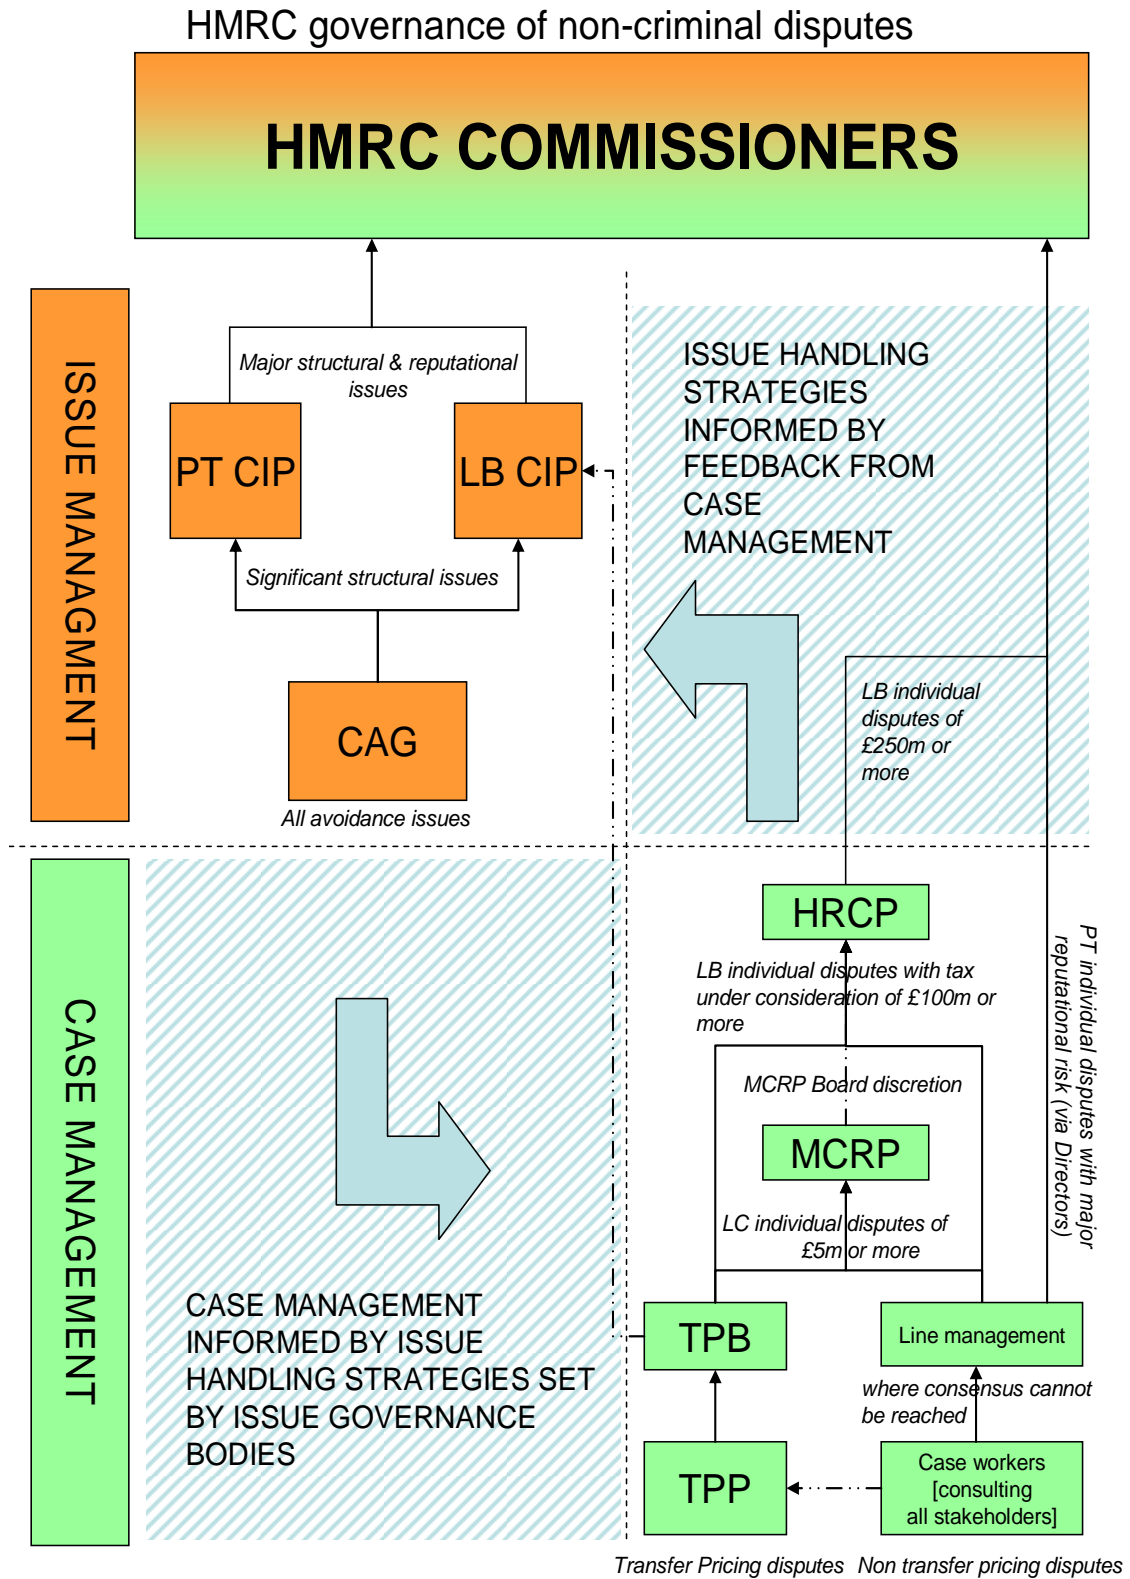 HMRC governance of non-criminal disputes
HMRC COMMISSIONERS
ISSUE MANAGMENT
Major structural & reputational
issues
PT CIP
LB CIP
Significant structural issues
CAG
All avoidance issues
ISSUE HANDLING
STRATEGIES
INFORMED BY
FEEDBACK FROM
CASE
MANAGEMENT
LB individual
disputes of
£250m or
more
CASE MANAGEMENT
CASE MANAGEMENT
INFORMED BY ISSUE
HANDLING STRATEGIES SET
BY ISSUE GOVERNANCE
BODIES
HRCP
LB individual disputes with tax
under consideration of £100m or
more
MCRP Board discretion
MCRP
LC individual disputes of
£5m or more
PT individual disputes with major
reputational risk (via Directors)
TPB
Line management
where consensus cannot
be reached
TPP
Case workers
[consulting
all stakeholders]
Transfer Pricing disputes
Non transfer pricing disputes